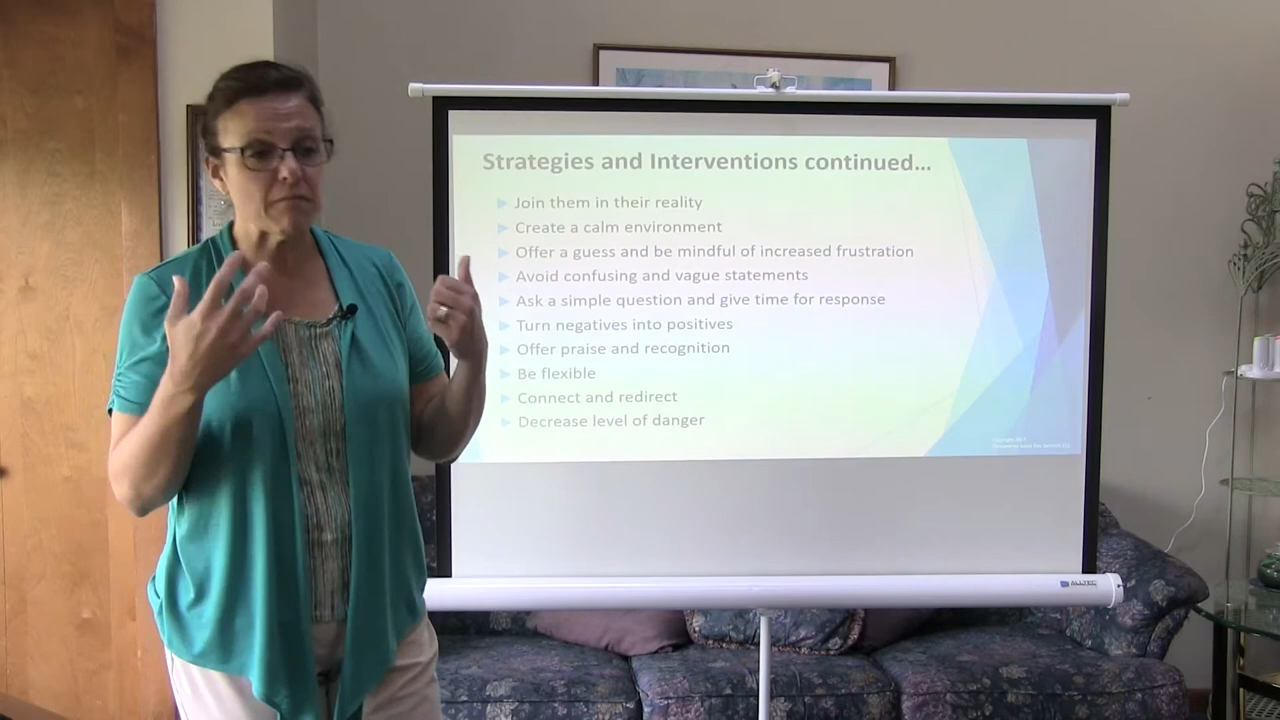 Strategies and Interventions continued...
Join them in their reality
Create a calm environment
Offer a guess and be mindful of increased frustration
Avoid confusing and vague statements
Ask a simple question and give time for response
Turn negatives into positives
Offer praise and recognition
Be flexible
Connect and redirect
Decrease level of danger
ALLTEC